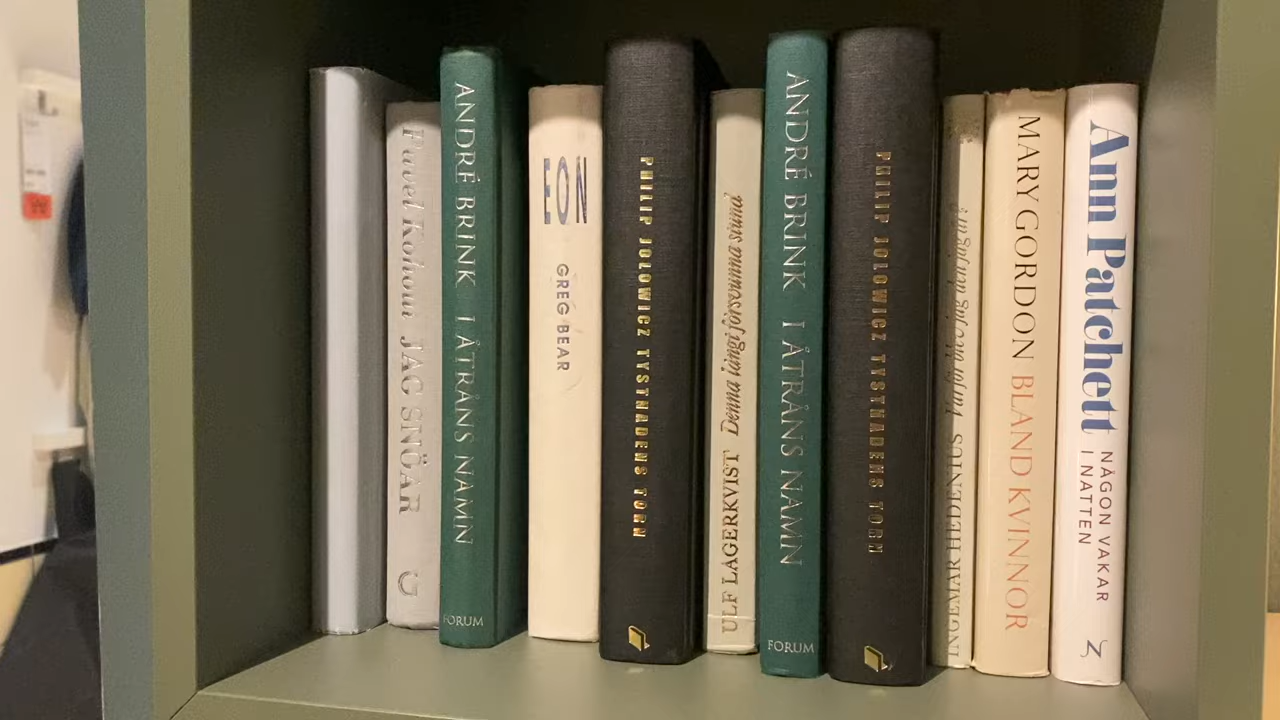 Pavel Kohout JAG SNÖAR
ANDRÉ BRINK I ÅTRÅNS NAMN
FORUM
EON
GREG BEAR
PHILIP JOLOWICZ TYSTNADENS TORN
ULF LAGERKVIST Denna långt försvunna stund
ANDRÉ BRINK I ÅTRÅNS NAMN
FORUM
PHILIP JOLOWICZ TYSTNADENS TORN
INGEMAR HEDENIUS
MARY GORDON BLAND KVINNOR
Ann Patchett
NÅGON VAKAR
I NATTEN